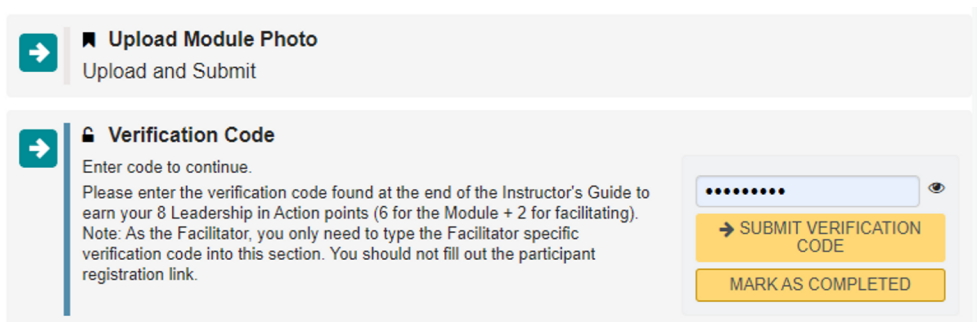 Upload Module Photo
Upload and Submit
Verification Code
Enter code to continue.
Please enter the verification code found at the end of the Instructor's Guide to
earn your 8 Leadership in Action points (6 for the Module + 2 for facilitating).
Note: As the Facilitator, you only need to type the Facilitator specific
verification code into this section. You should not fill out the participant
registration link.
•••••••••
SUBMIT VERIFICATION
CODE
MARK AS COMPLETED